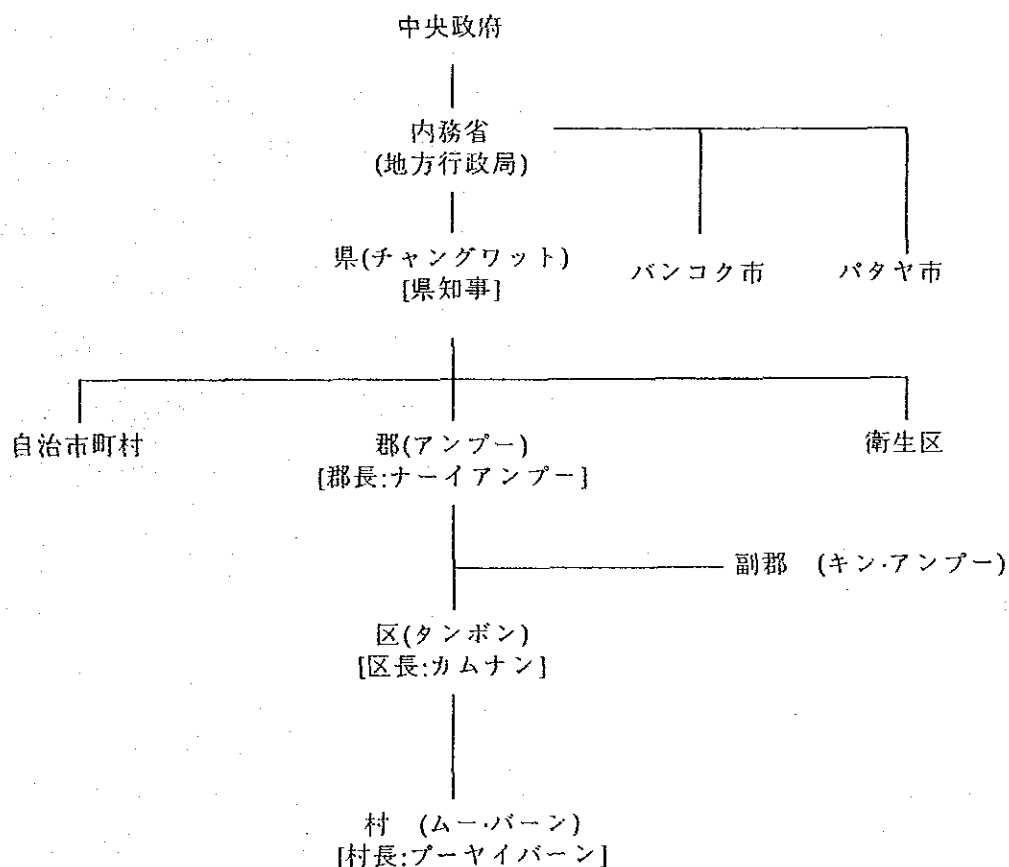 中央政府
内務省
(地方行政局)
県(チャングワット)
[県知事]
バンコク市
パタヤ市
自治市町村
郡(アンプー)
[郡長:ナーイアンプー]
衛生区
副郡 (キン·アンプー)
区(タンボン)
[区長:カムナン]
村 (ムー·バーン)
[村長:プーヤイバーン]